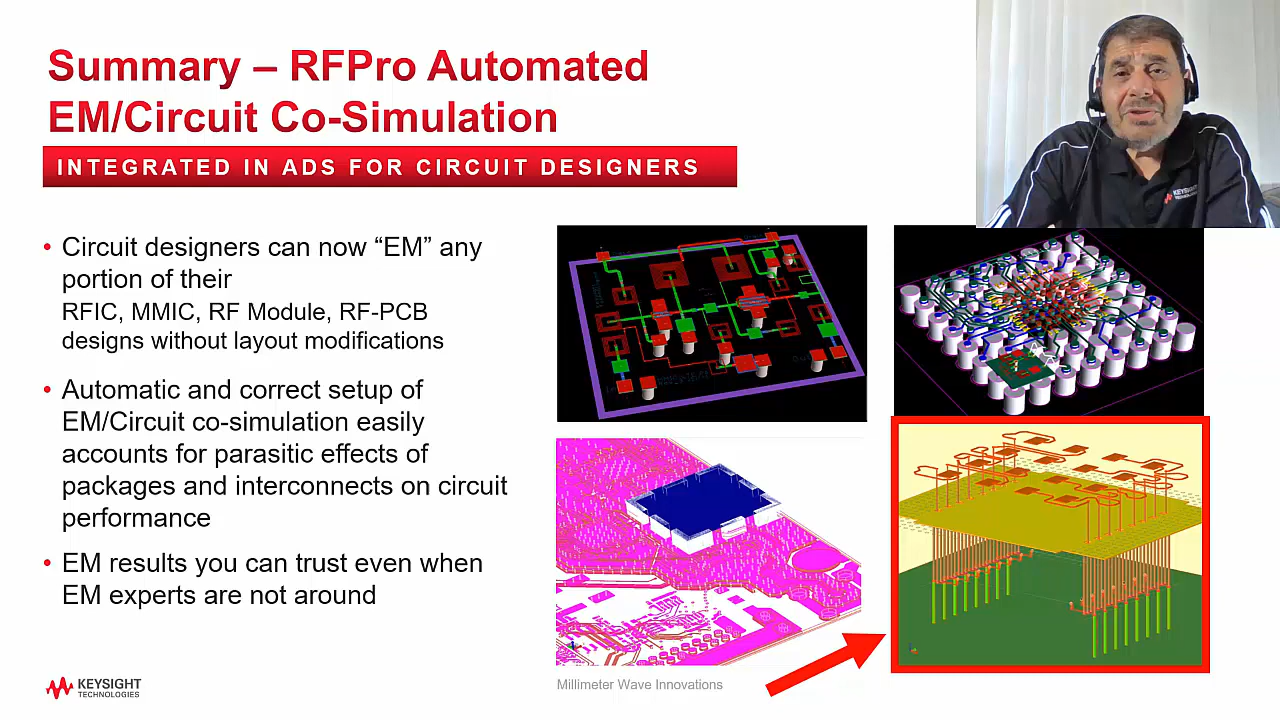 Summary – RFPro Automated
EM/Circuit Co-Simulation
INTEGRATED IN ADS FOR CIRCUIT DESIGNERS
• Circuit designers can now “EM” any
portion of their
RFIC, MMIC, RF Module, RF-PCB
designs without layout modifications
• Automatic and correct setup of
EM/Circuit co-simulation easily
accounts for parasitic effects of
packages and interconnects on circuit
performance
• EM results you can trust even when
EM experts are not around
KEYSIGHT
TECHNOLOGIES
Millimeter Wave Innovations
KEYSIGHT
TECHNOLOGIES